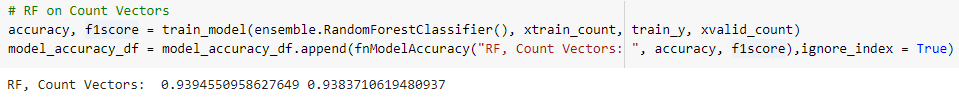 # RF on Count Vectors
accuracy, f1score = train_model(ensemble.RandomForestClassifier(), xtrain_count, train_y, xvalid_count)
model_accuracy_df = model_accuracy_df.append(fnModelAccuracy("RF, Count Vectors: ", accuracy, f1score),ignore_index = True)
RF, Count Vectors:  0.9394550958627649 0.9383710619480937